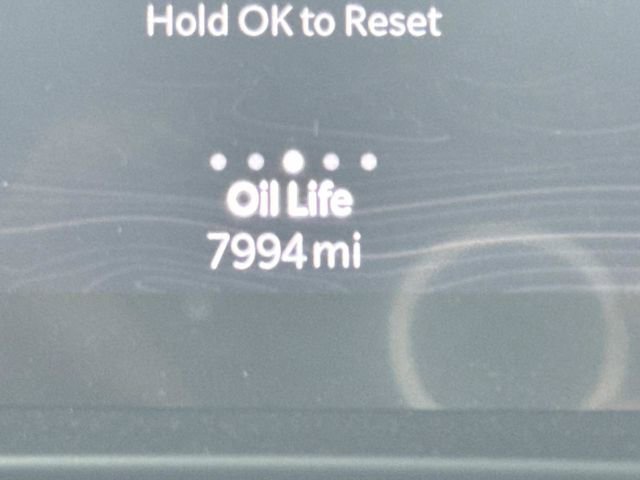 Hold OK to Reset
Oil Life
7994 mi